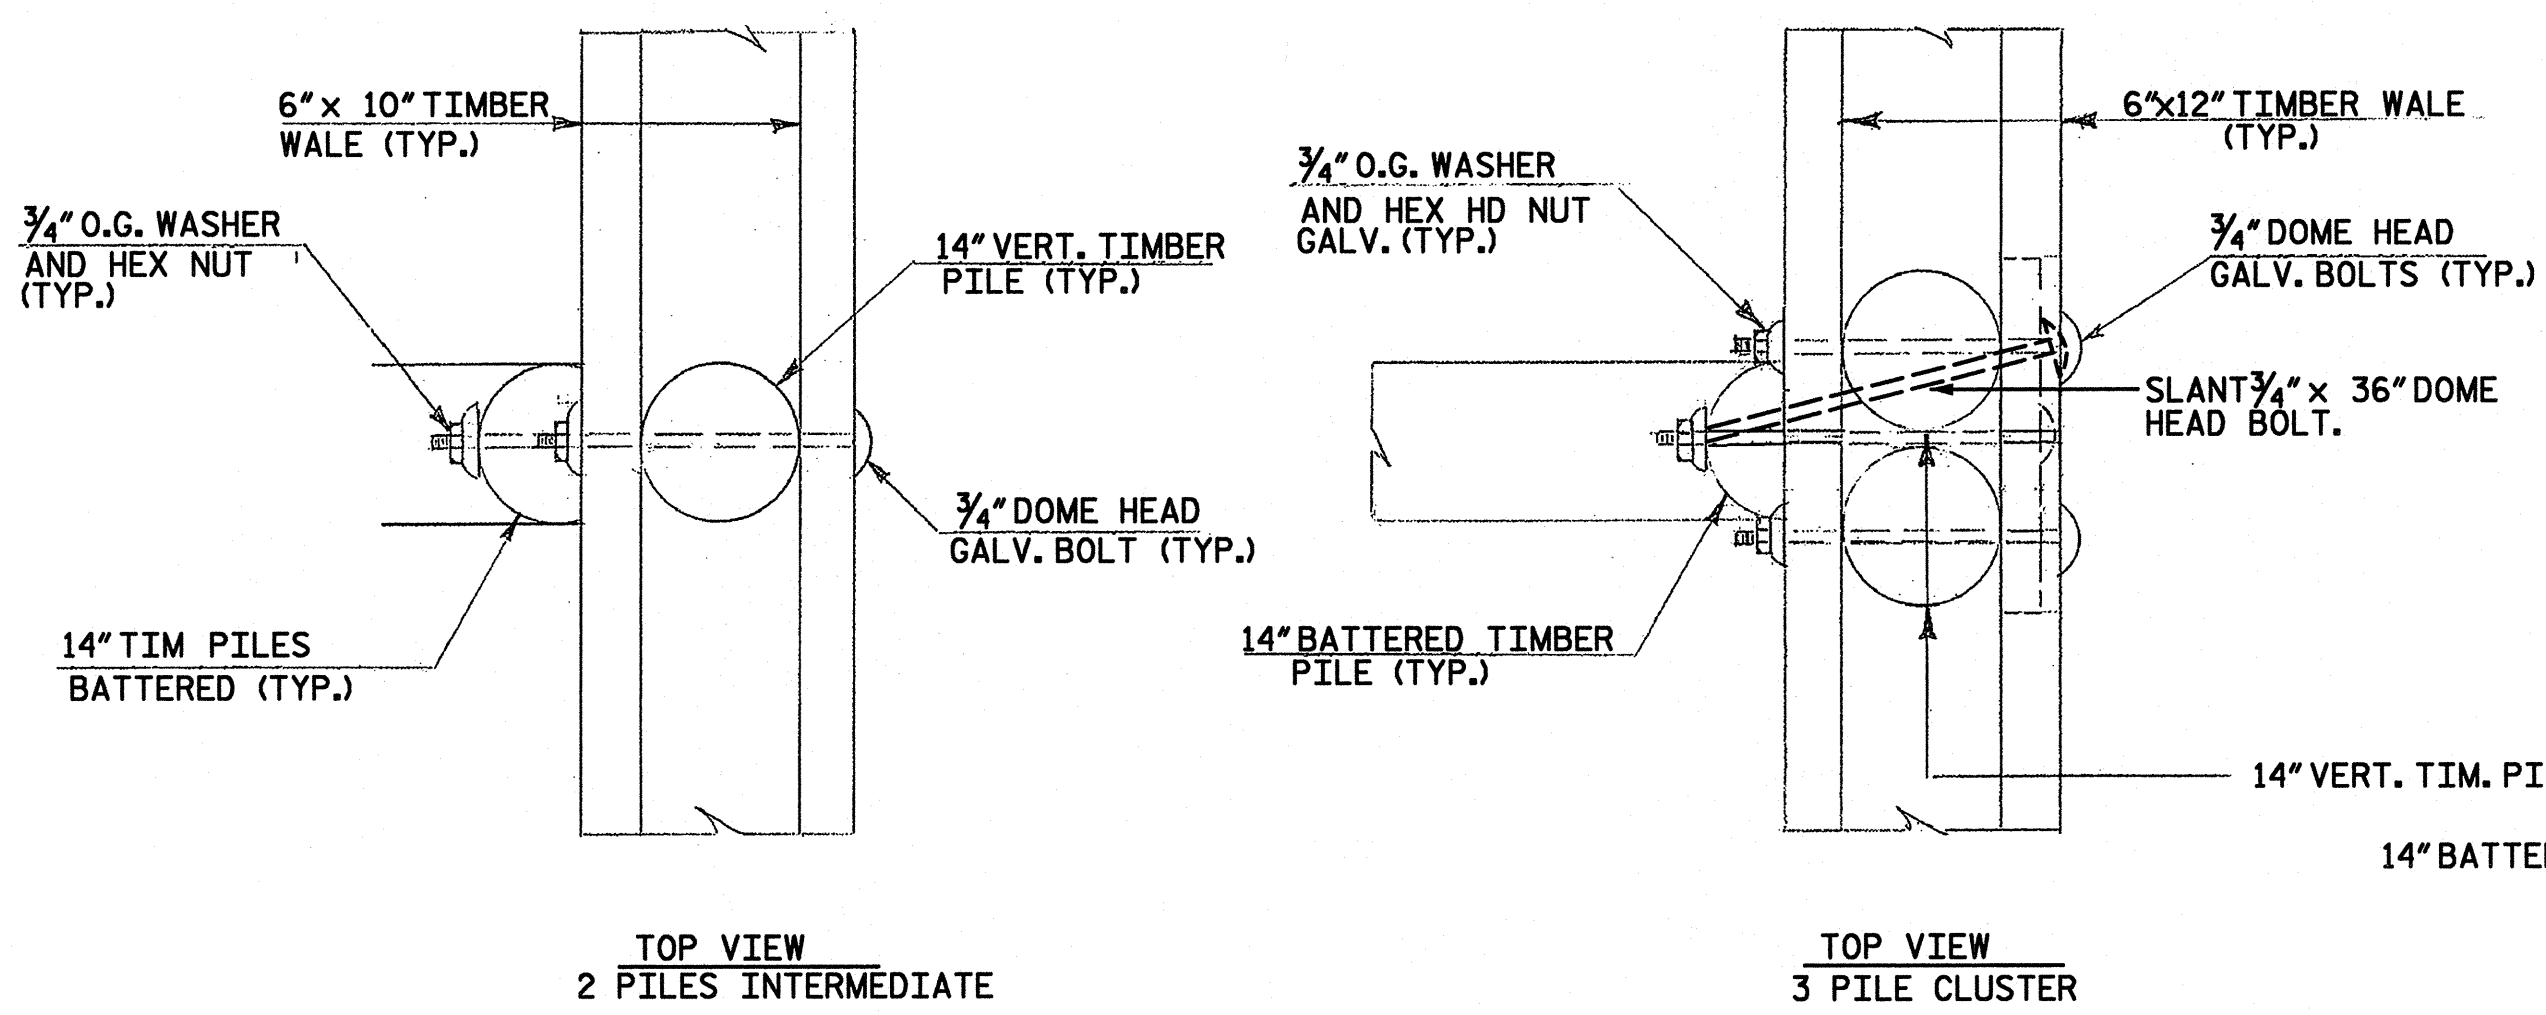 6" x 10" TIMBER
WALE (TYP.)
3/4" O.G. WASHER
AND HEX NUT
(TYP.)
14" VERT. TIMBER
PILE (TYP.)
3/4" DOME HEAD
GALV. BOLT (TYP.)
14" TIM PILES
BATTERED (TYP.)
TOP VIEW
2 PILES INTERMEDIATE
6"x12" TIMBER WALE
(TYP.)
3/4" O.G. WASHER
AND HEX HD NUT
GALV. (TYP.)
3/4" DOME HEAD
GALV. BOLTS (TYP.)
SLANT 3/4" x 36" DOME
HEAD BOLT.
14" BATTERED TIMBER
PILE (TYP.)
14" VERT. TIM. PI
14" BATTE
TOP VIEW
3 PILE CLUSTER